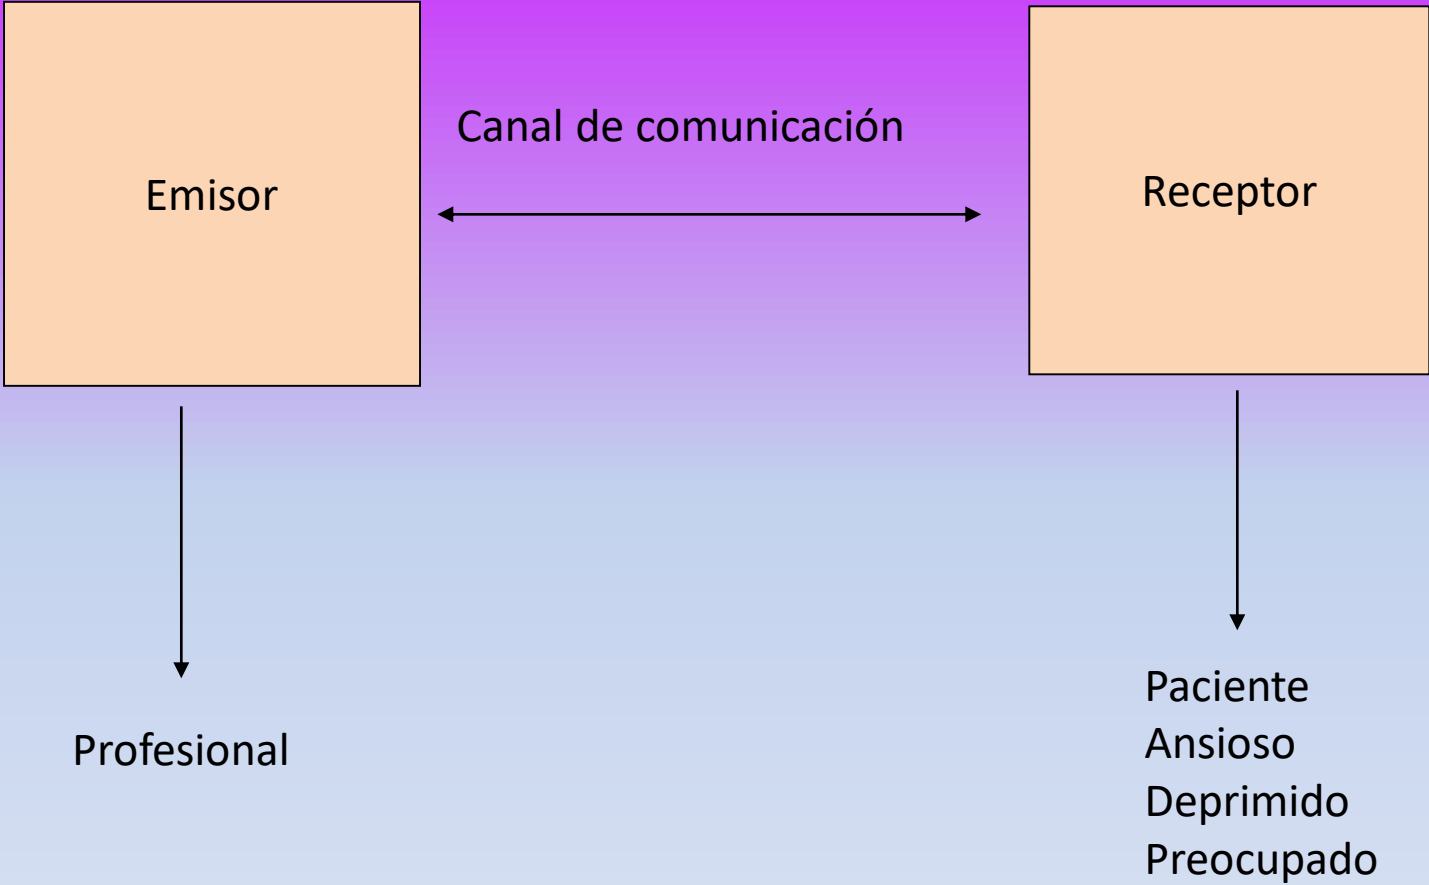 Emisor
Canal de comunicación
Receptor
Profesional
Paciente
Ansioso
Deprimido
Preocupado